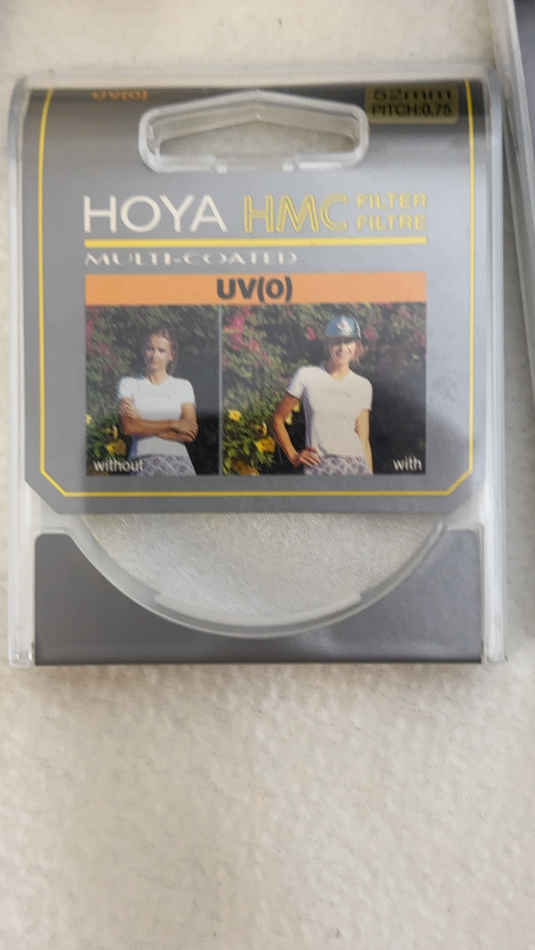 UV(0)
52mm
PITCH:0.75
HOYA HMC FILTER
FILTRE
MULTI-COATED
UV(0)
without
with